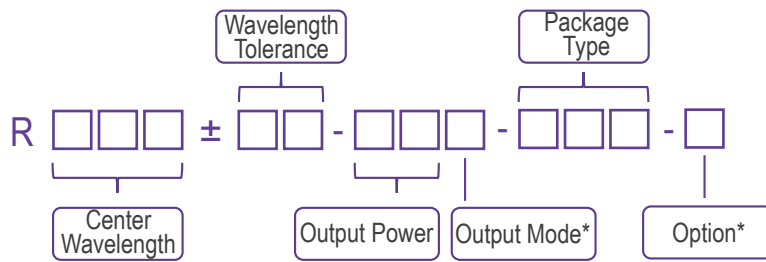 Wavelength
Tolerance
Package
Type
R ± - - -
Center
Wavelength
Output Power
Output Mode*
Option*